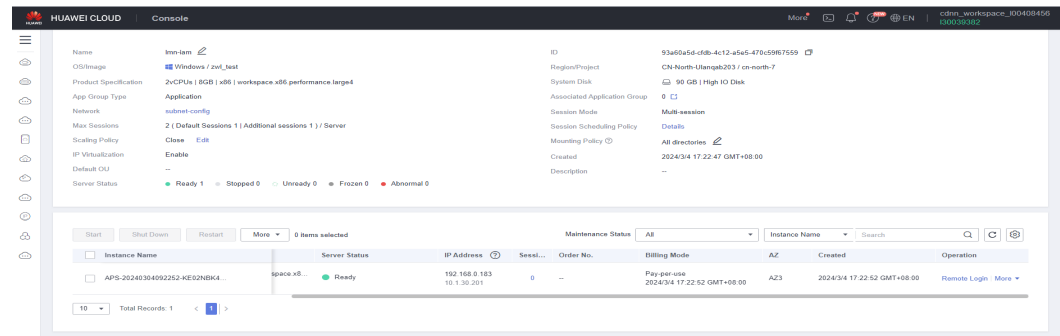 HUAWEI HUAWEI CLOUD | Console More EN cdnn_workspace_l00408456
l30039382
Name lmn-iam
ID 93a60a5d-cfdb-4c12-a5e5-470c59f67559
OS/Image Windows / zwl_test
Region/Project CN-North-Ulanqab203 / cn-north-7
Product Specification 2vCPUs | 8GB | x86 | workspace.x86.performance.large4
System Disk 90 GB | High IO Disk
App Group Type Application
Associated Application Group 0
Network subnet-config
Session Mode Multi-session
Max Sessions 2 ( Default Sessions 1 | Additional sessions 1 ) / Server
Session Scheduling Policy Details
Scaling Policy Close Edit
Mounting Policy All directories
IP Virtualization Enable
Created 2024/3/4 17:22:47 GMT+08:00
Default OU --
Description --
Server Status Ready 1 Stopped 0 Unready 0 Frozen 0 Abnormal 0
Start Shut Down Restart More 0 items selected Maintenance Status All Instance Name Search
Instance Name Server Status IP Address Sessi... Order No. Billing Mode AZ Created Operation
APS-20240304092252-KE02NBK4... space.x8... Ready 192.168.0.183 0 -- Pay-per-use AZ3 2024/3/4 17:22:52 GMT+08:00 Remote Login | More
10.1.30.201 2024/3/4 17:22:52 GMT+08:00
10 Total Records: 1 < 1 >